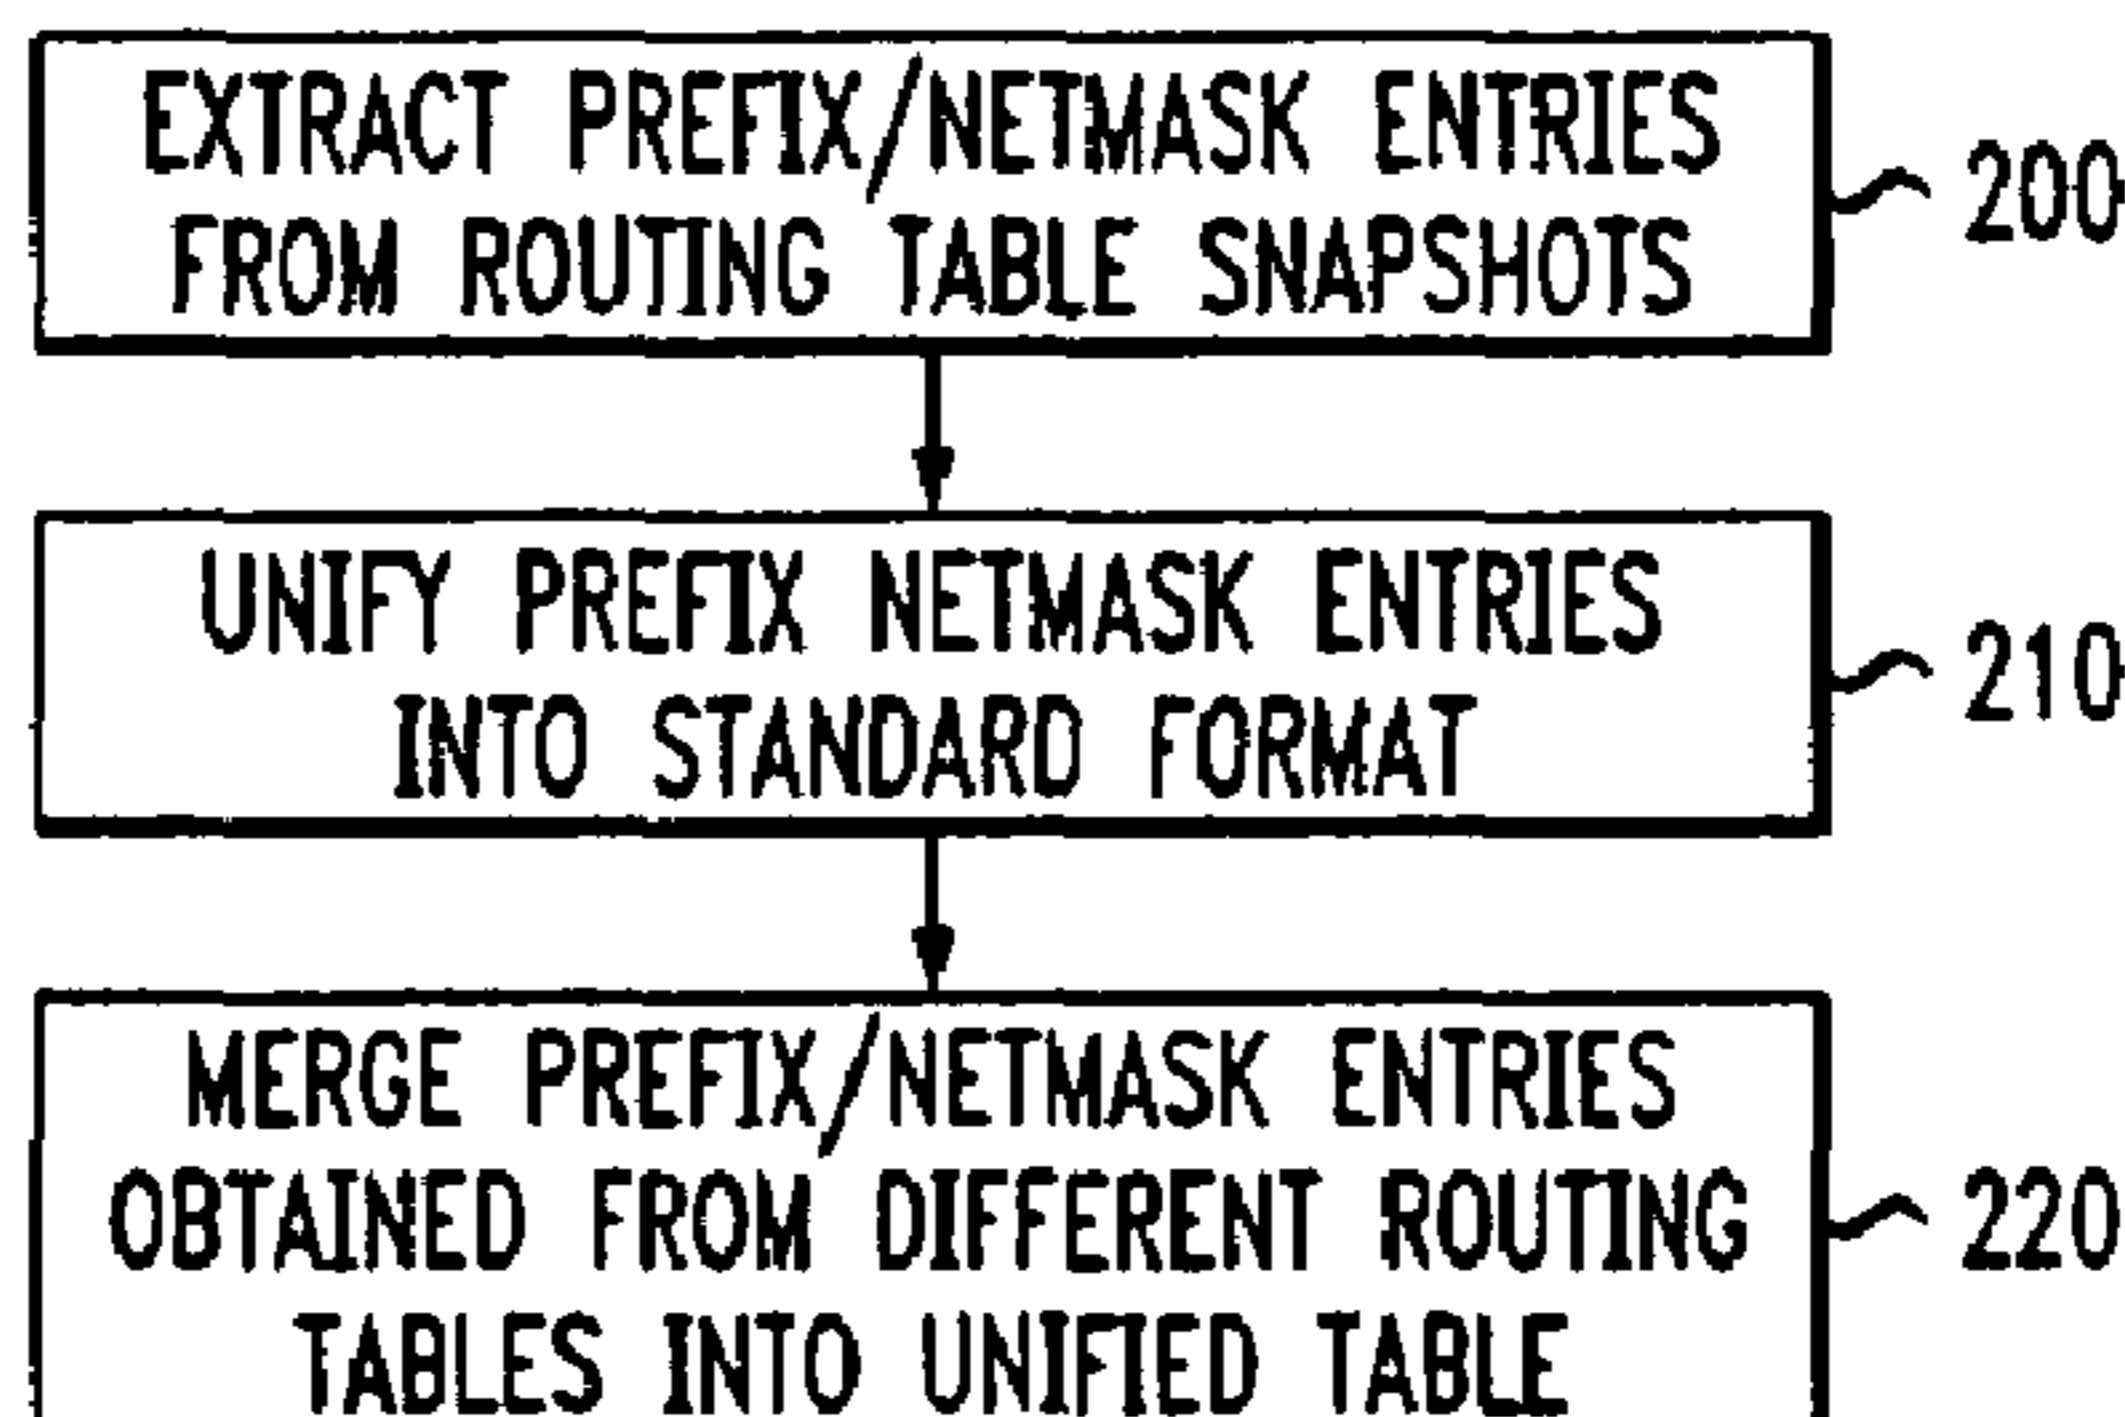 EXTRACT PREFIX/NETMASK ENTRIES
FROM ROUTING TABLE SNAPSHOTS
200
UNIFY PREFIX NETMASK ENTRIES
INTO STANDARD FORMAT
210
MERGE PREFIX/NETMASK ENTRIES
OBTAINED FROM DIFFERENT ROUTING
TABLES INTO UNIFIED TABLE
220